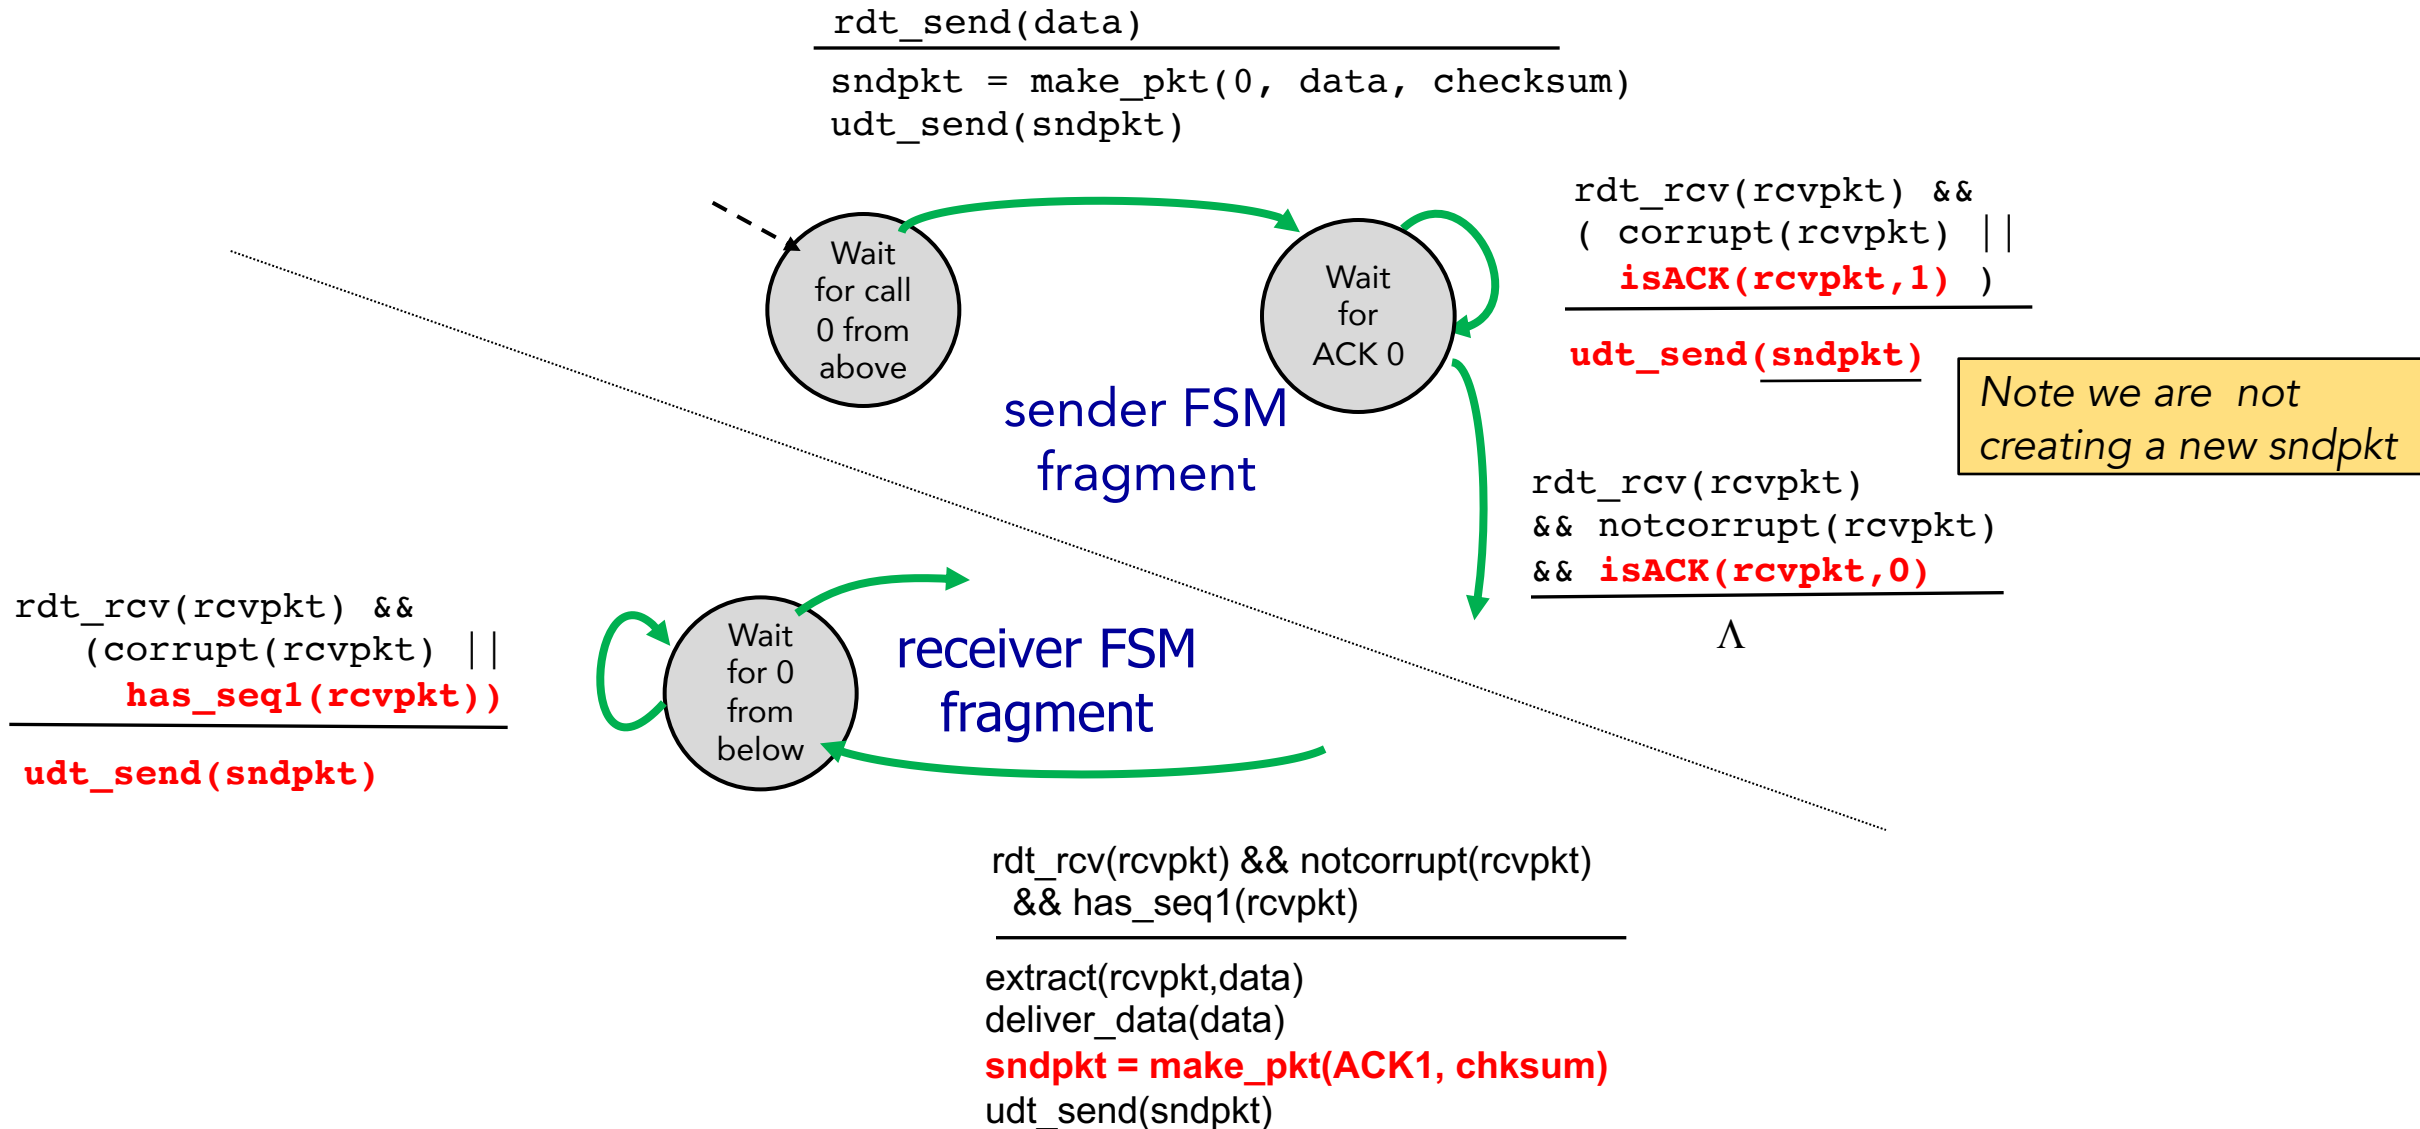 rdt_send(data)
sndpkt = make_pkt(0, data, checksum)
udt_send(sndpkt)
Wait
for call
0 from
above
Wait
for
ACK 0
rdt_rcv(rcvpkt) &&
( corrupt(rcvpkt) ||
isACK(rcvpkt,1) )
udt_send(sndpkt)
Note we are not
creating a new sndpkt
sender FSM
fragment
rdt_rcv(rcvpkt)
&& notcorrupt(rcvpkt)
&& isACK(rcvpkt,0)
Λ
rdt_rcv(rcvpkt) &&
(corrupt(rcvpkt) ||
has_seq1(rcvpkt))
udt_send(sndpkt)
Wait
for 0
from
below
receiver FSM
fragment
rdt_rcv(rcvpkt) && notcorrupt(rcvpkt)
&& has_seq1(rcvpkt)
extract(rcvpkt,data)
deliver_data(data)
sndpkt = make_pkt(ACK1, chksum)
udt_send(sndpkt)